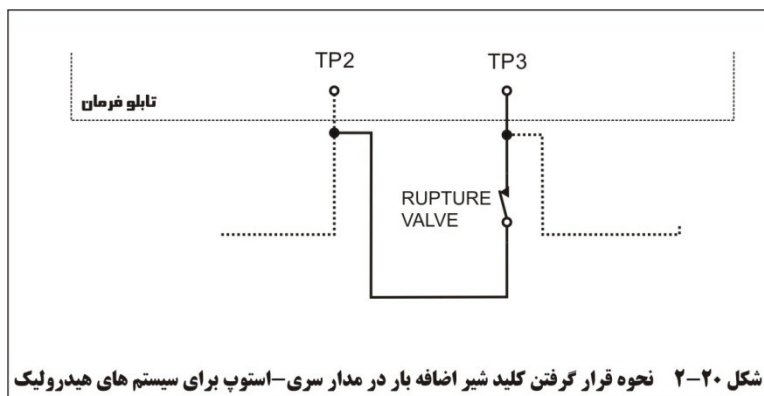 TP2 TP3
تابلو فرمان
RUPTURE
VALVE
شکل ۲۰-۲ نحوه قرار گرفتن کلید شیر اضافه بار در مدار سری-استوپ برای سیستم های هیدرولیک